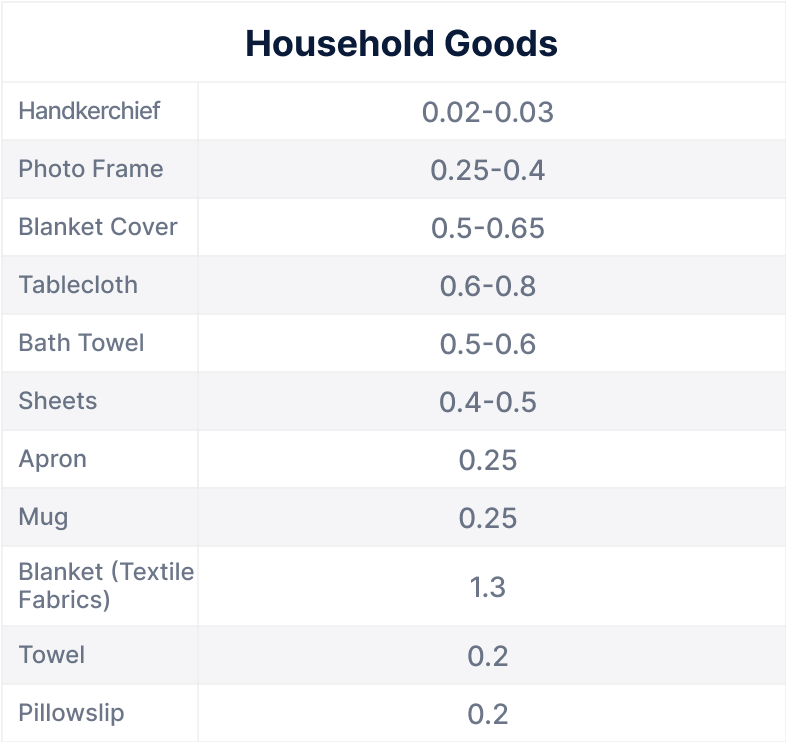 Household Goods
Handkerchief 0.02-0.03
Photo Frame 0.25-0.4
Blanket Cover 0.5-0.65
Tablecloth 0.6-0.8
Bath Towel 0.5-0.6
Sheets 0.4-0.5
Apron 0.25
Mug 0.25
Blanket (Textile
Fabrics) 1.3
Towel 0.2
Pillowslip 0.2